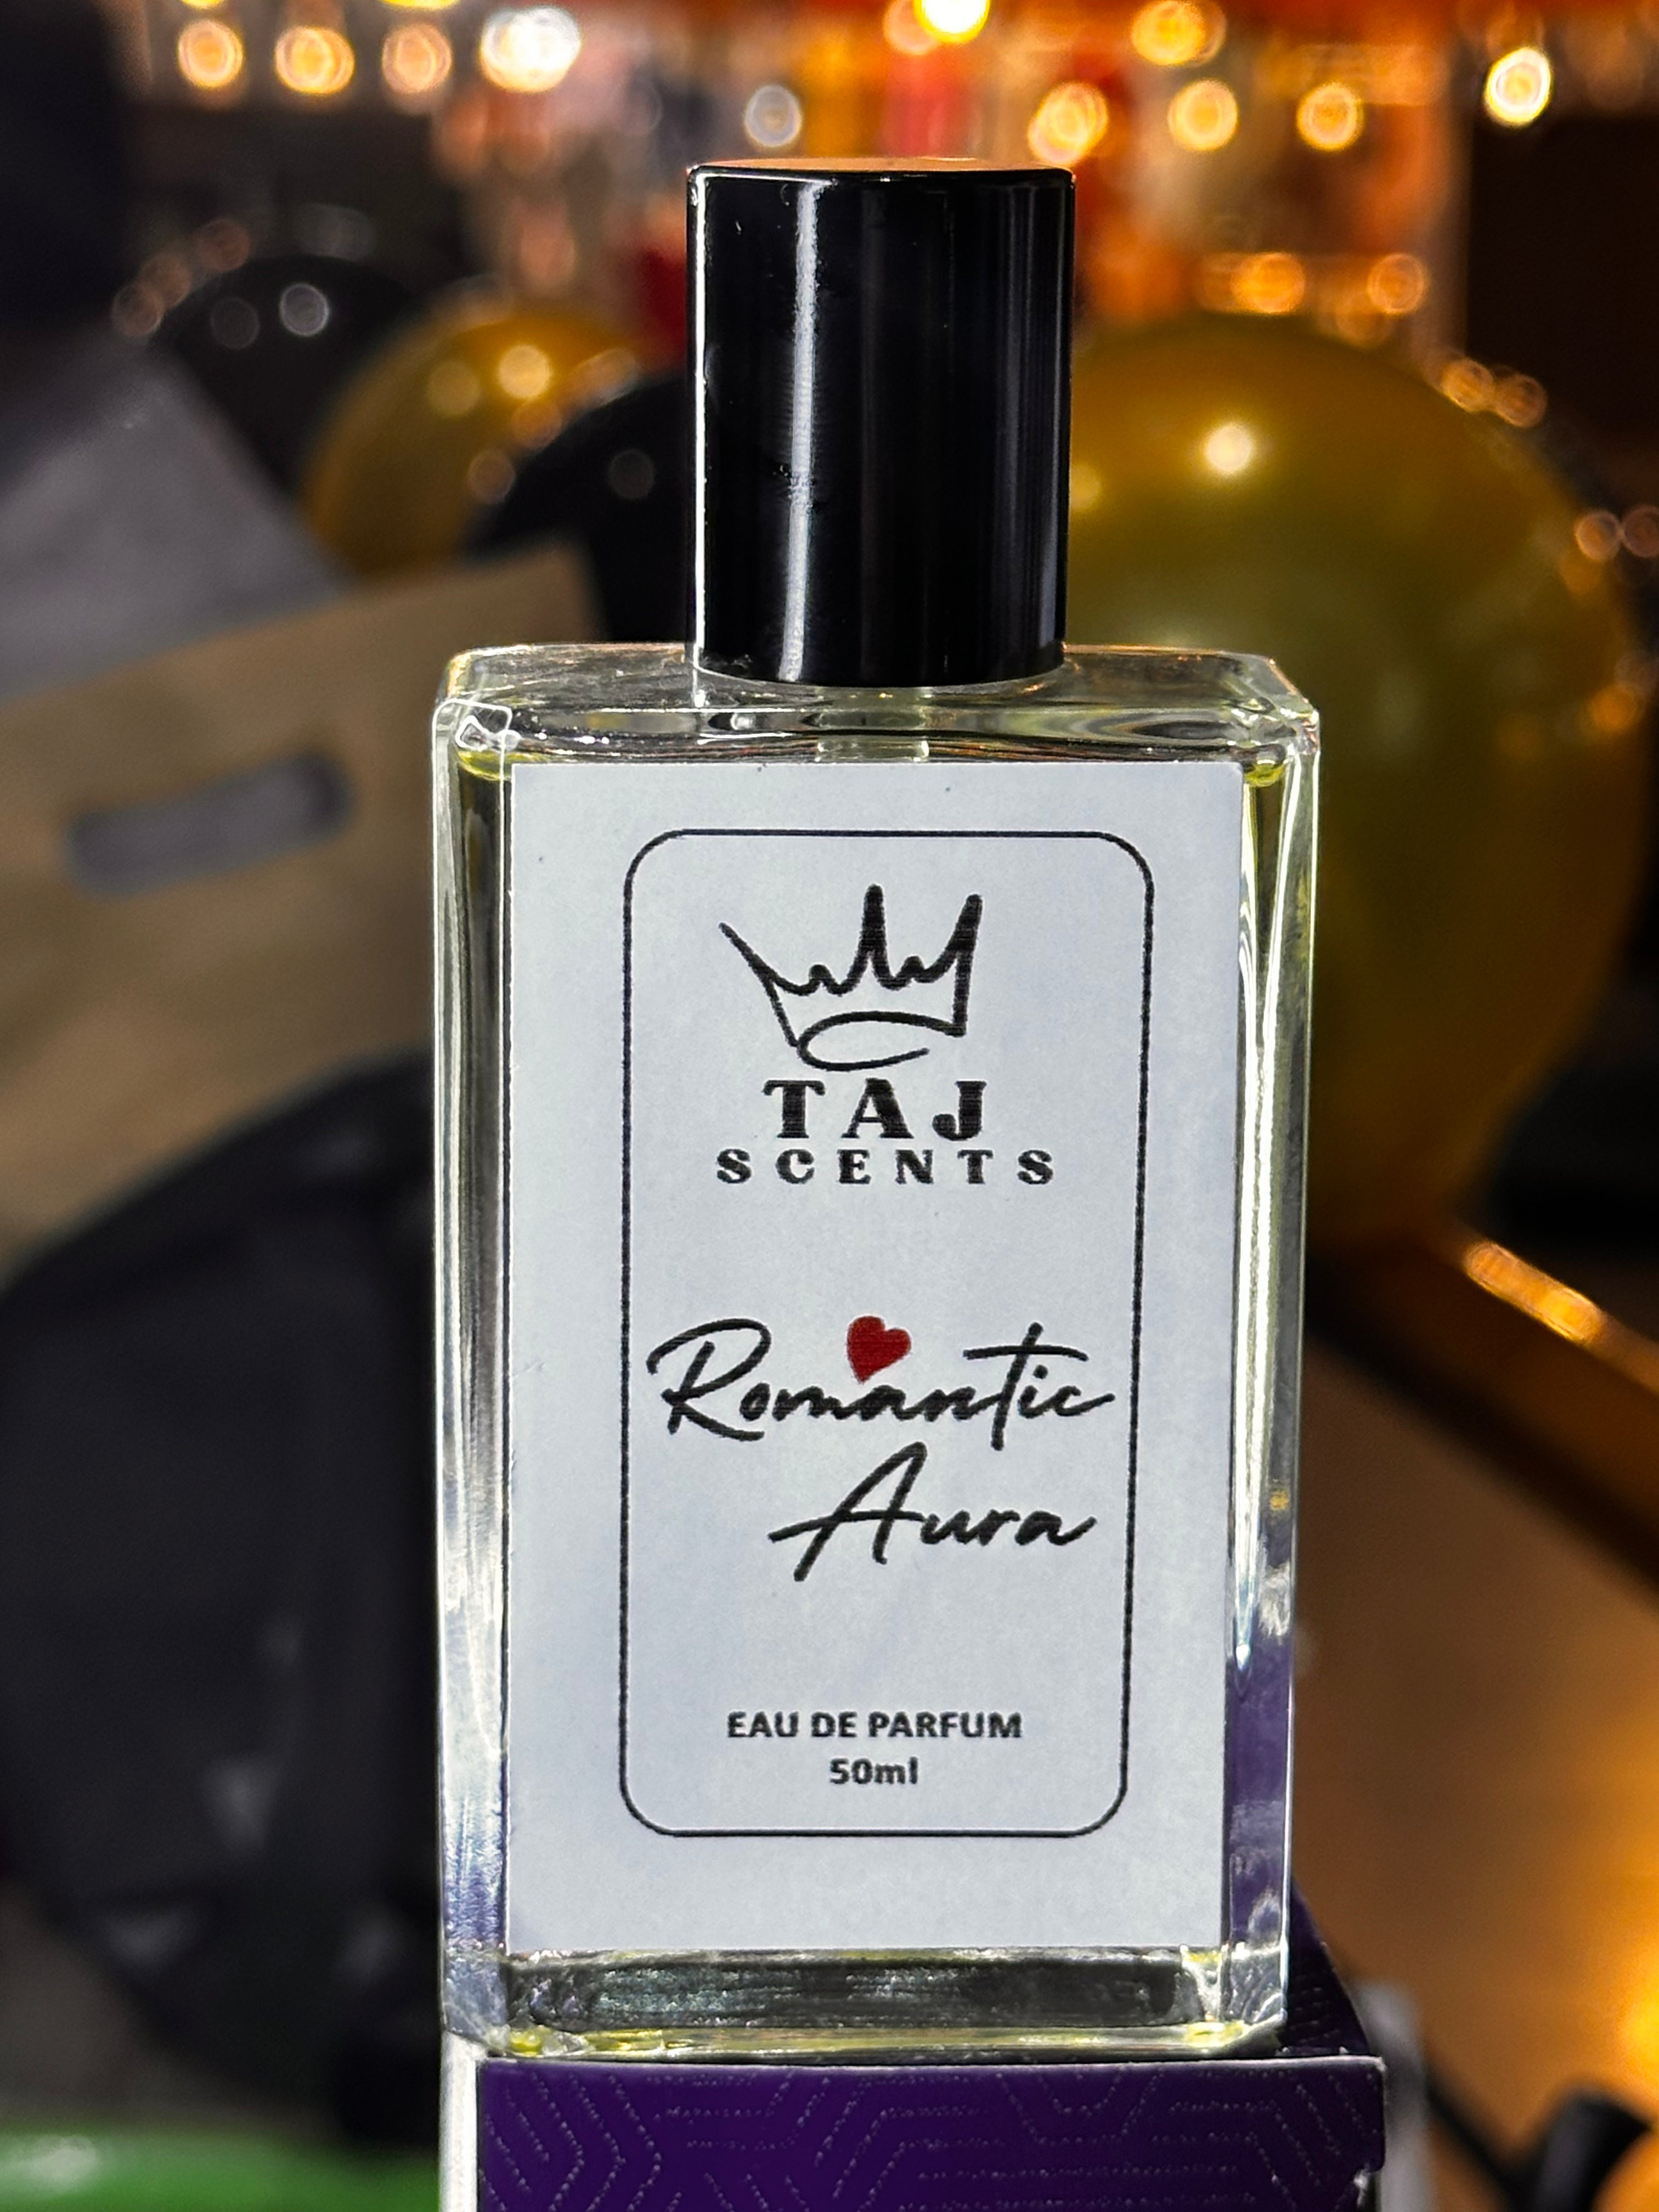 TAJ
SCENTS
Romantic
Aura
EAU DE PARFUM
50ml